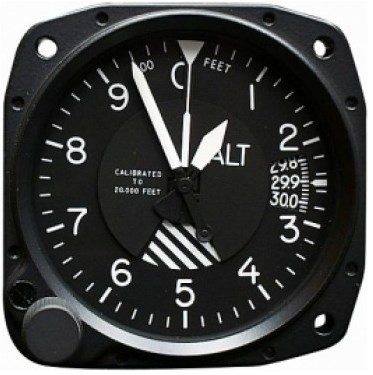 00 FEET
0
9 1
8 2
ALT
CALIBRATED
TO
20,000 FEET
29.8
29.9
30.0
7 3
6 4
5